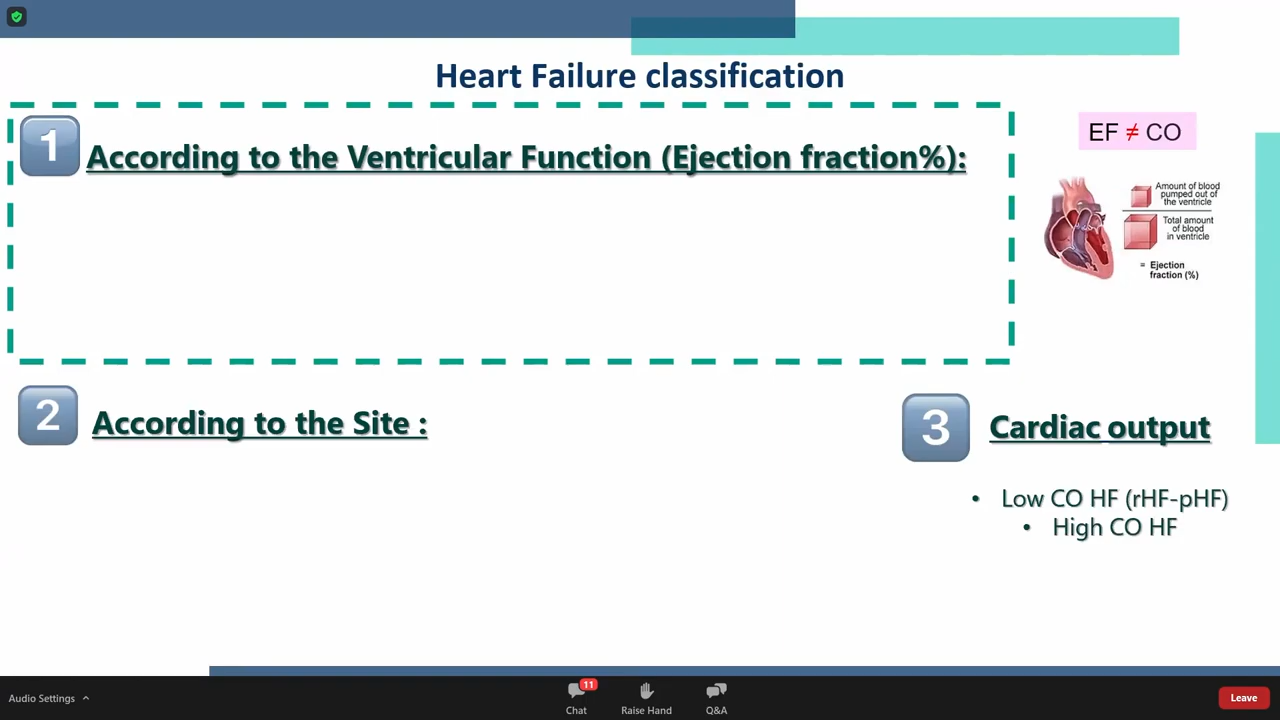 Heart Failure classification
1
According to the Ventricular Function (Ejection fraction%):
EF ≠ CO
Amount of blood
pumped out of
the ventricle
Total amount
of blood
in ventricle
= Ejection
fraction (%)
2
According to the Site :
3
Cardiac output
• Low CO HF (rHF-pHF)
• High CO HF
Audio Settings
11
Chat
Raise Hand
Q&A
Leave